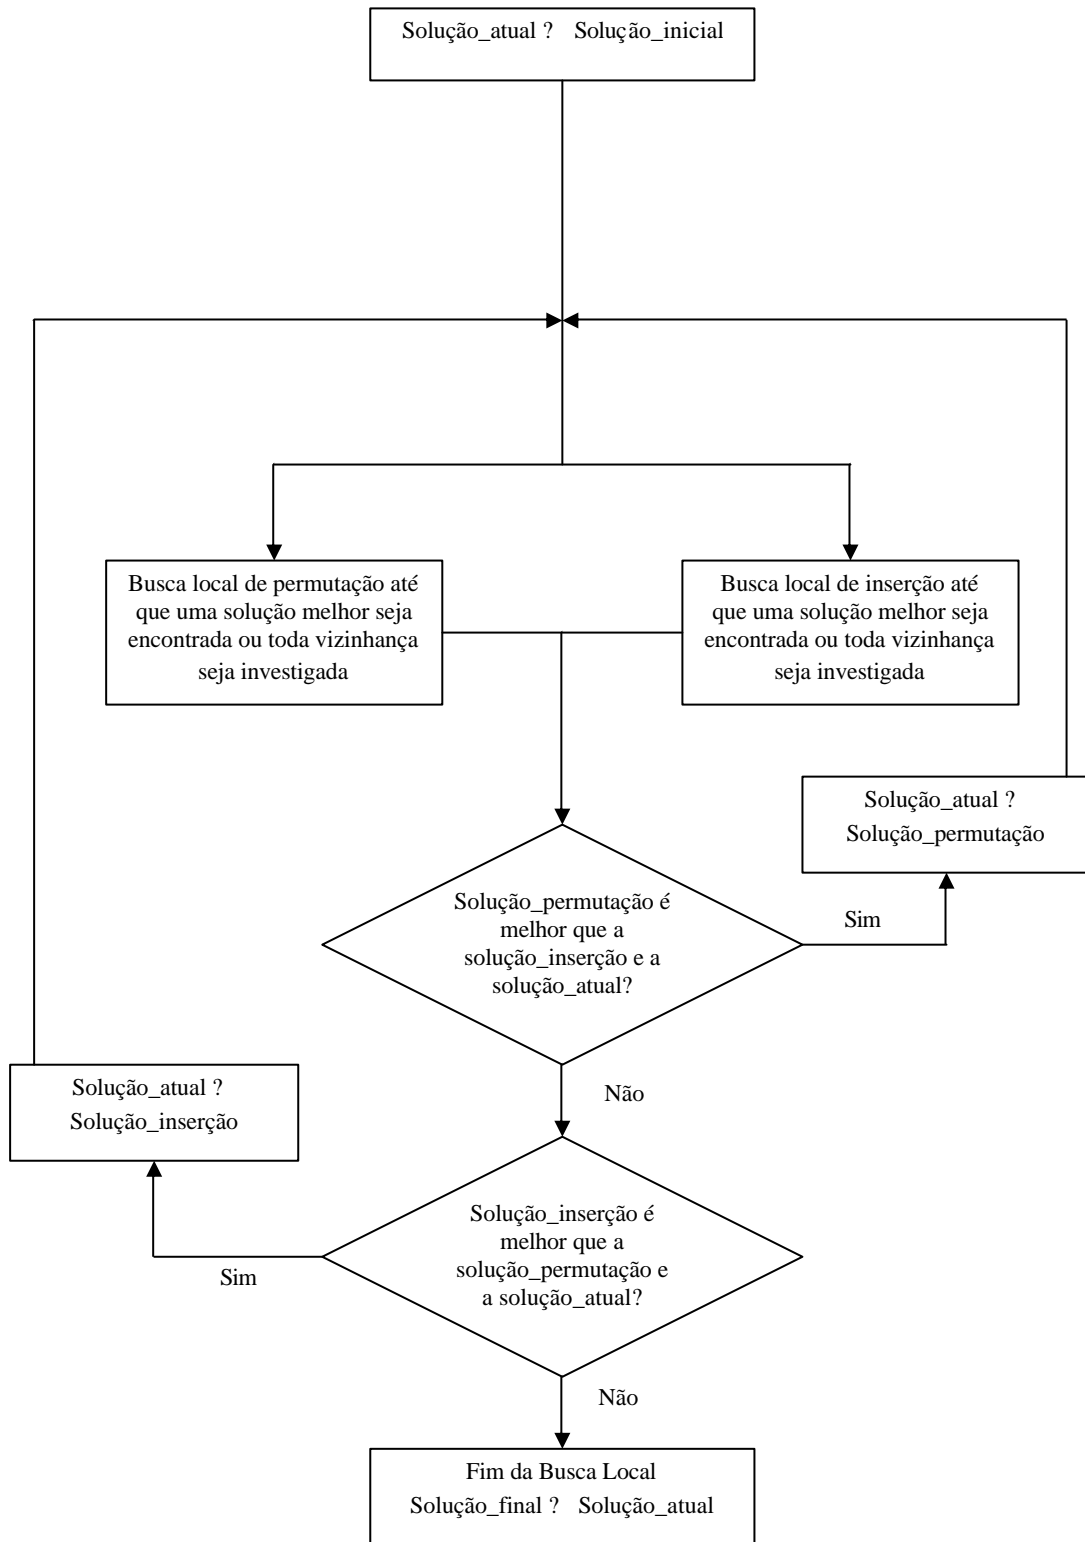 Solução_atual ? Solução_inicial
Busca local de permutação até
que uma solução melhor seja
encontrada ou toda vizinhança
seja investigada
Busca local de inserção até
que uma solução melhor seja
encontrada ou toda vizinhança
seja investigada
Solução_atual ?
Solução_permutação
Solução_permutação é
melhor que a
solução_inserção e a
solução_atual?
Sim
Não
Solução_atual ?
Solução_inserção
Solução_inserção é
melhor que a
solução_permutação e
a solução_atual?
Sim
Não
Fim da Busca Local
Solução_final ? Solução_atual